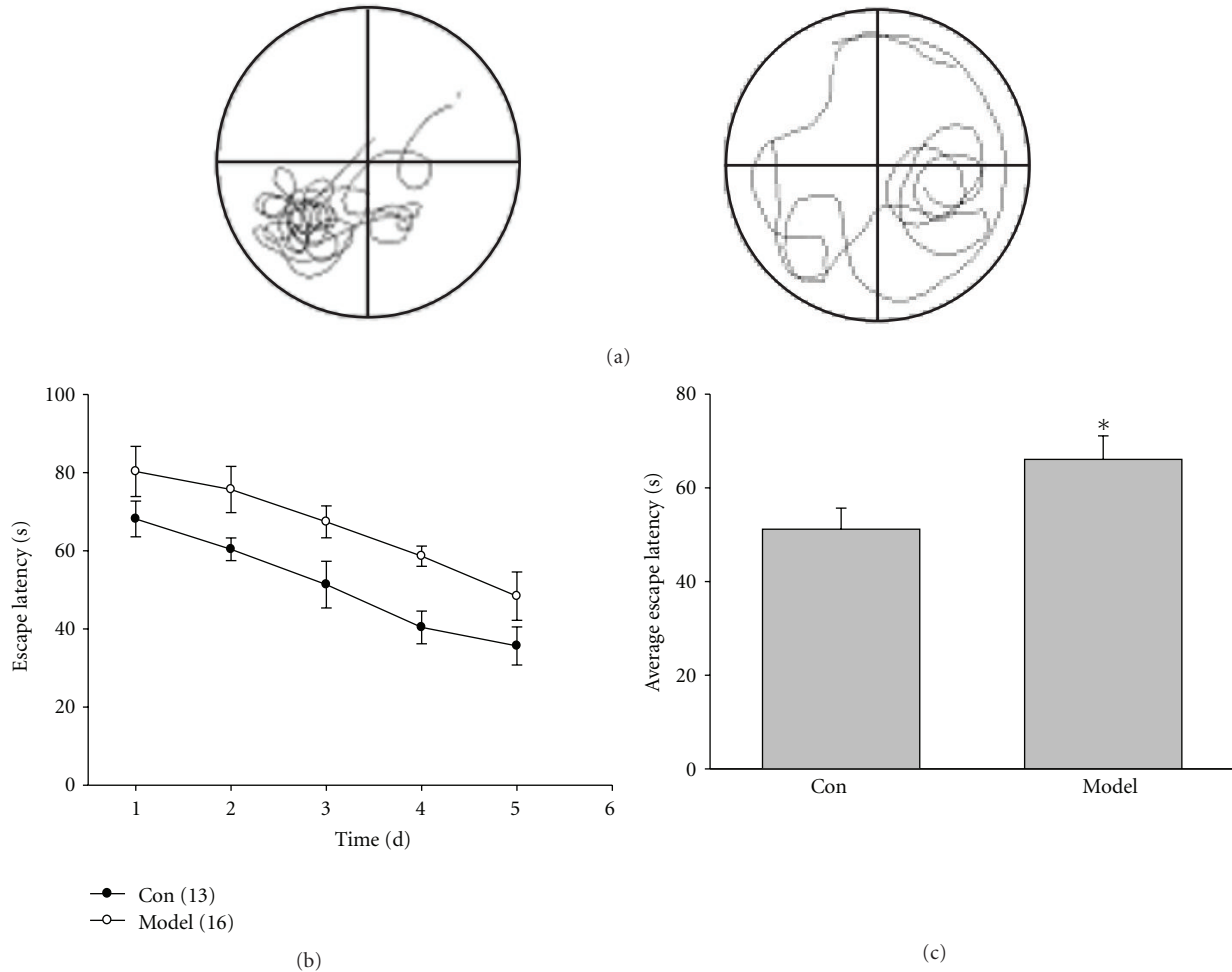 (a)
100
80
60
40
20
0
Escape latency (s)
1 2 3 4 5 6
Time (d)
Con (13)
Model (16)
(b)
80
60
40
20
0
Average escape latency (s)
*
Con Model
(c)